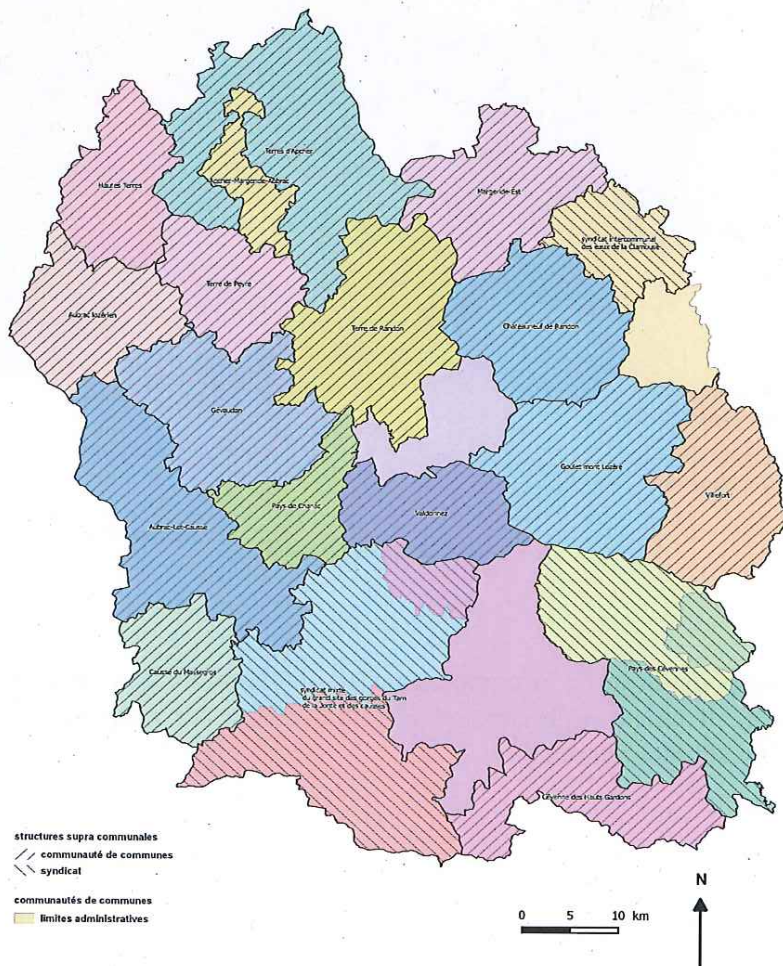 Terres d'Apcher
Hautes Terres
Apcher-Margeride-Aubrac
Margeride-Est
syndicat intercommunal
des eaux de la Clamouse
Terre de Peyre
Aubrac lozérien
Terre de Randon
Châteauneuf de Randon
Gévaudan
Goulet mont Lozère
Villefort
Pays de Chanac
Valdonnez
Aubrac-Lot-Causse
Causse du Massegros
Pays des Cévennes
syndicat mixte
du grand site des gorges du Tarn
de la Jonte et des causses
Cévenne des Hauts Gardons
structures supra communales
communauté de communes
syndicat
communautés de communes
limites administratives
0 5 10 km
N